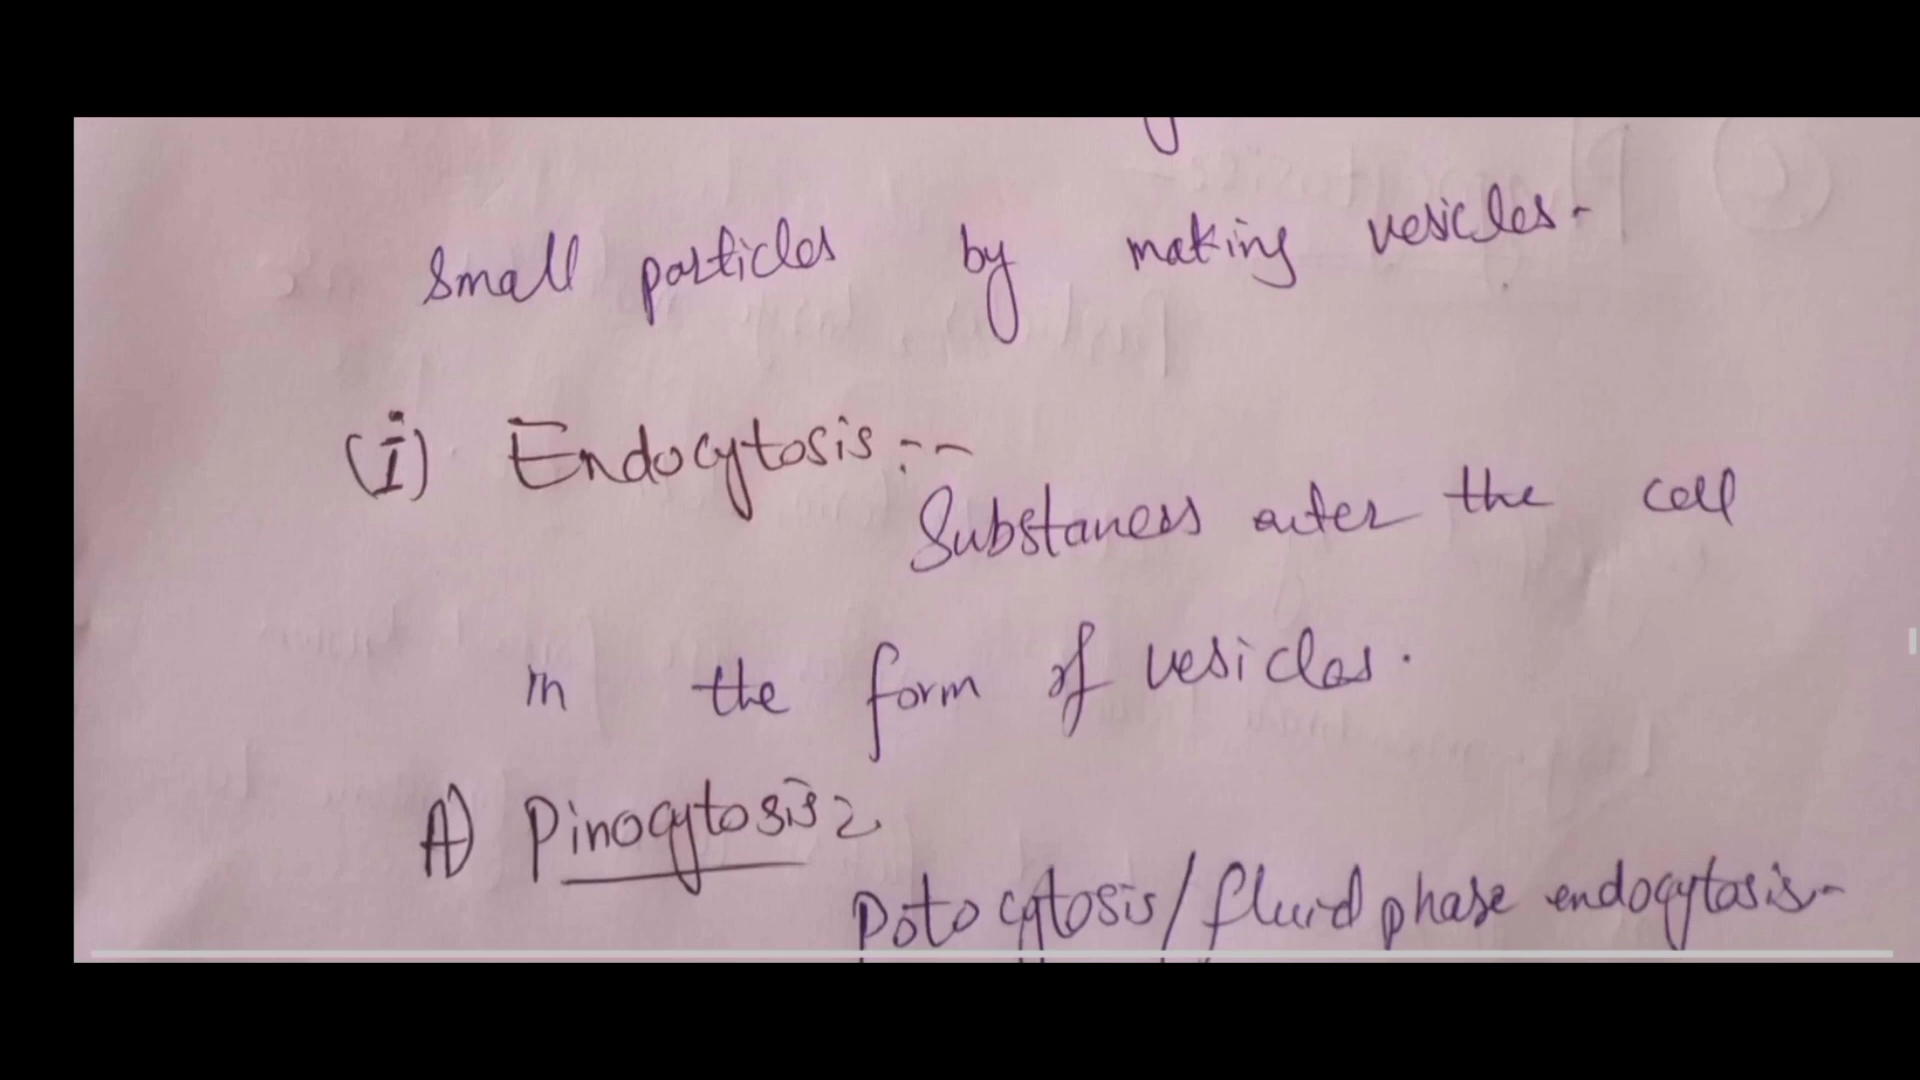 Small particles by making vesicles-
(i) Endocytosis :-
Substances enter the cell
in the form of vesicles.
A) Pinocytosis :
Potocytosis/fluid phase endocytosis-